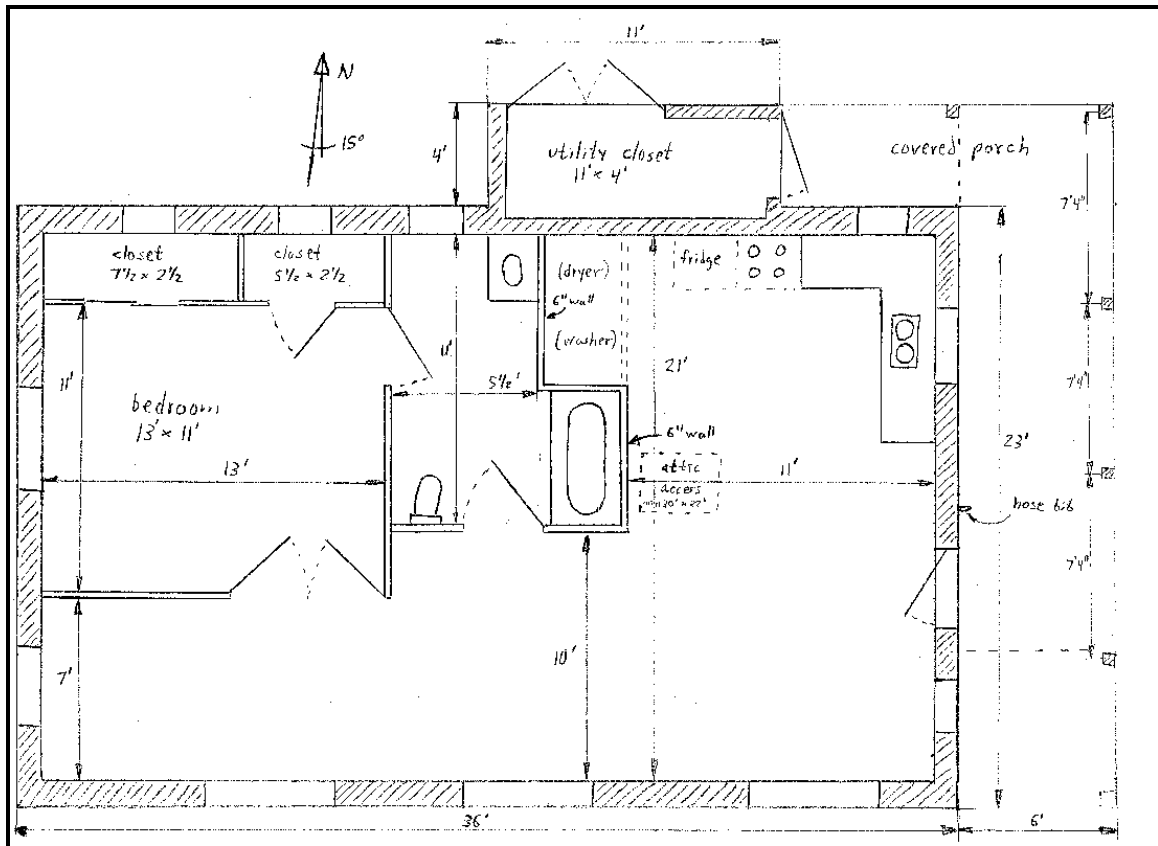 11'
N
15°
4'
utility closet
11' × 4'
covered porch
7'4"
closet
7½ × 2½
closet
5½ × 2½
(dryer)
6" wall
(washer)
fridge
11'
11'
5½'
21'
7'4"
bedroom
13' × 11'
6" wall
23'
13'
attic
access
11'
hose bib
7'4"
10'
7'
36'
6'